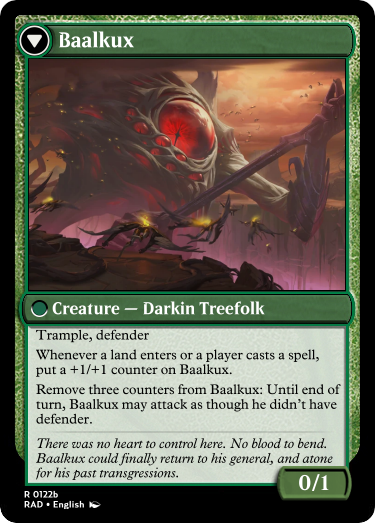 Baalkux
Creature — Darkin Treefolk
Trample, defender
Whenever a land enters or a player casts a spell,
put a +1/+1 counter on Baalkux.
Remove three counters from Baalkux: Until end of
turn, Baalkux may attack as though he didn't have
defender.
There was no heart to control here. No blood to bend.
Baalkux could finally return to his general, and atone
for his past transgressions.
0/1
R 0122b
RAD • English